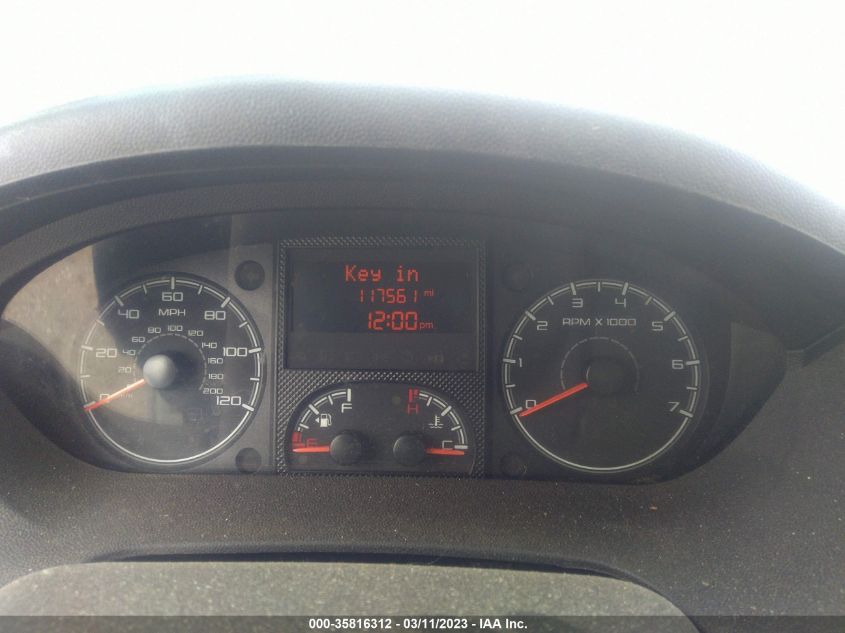 Key in
117561 mi
12:00 pm
0 20 40 60 80 100 120
MPH
20 40 60 80 100 120 140 160 180 200
F
E
H
C
0 1 2 3 4 5 6 7
RPM X 1000
000-35816312 - 03/11/2023 - IAA Inc.